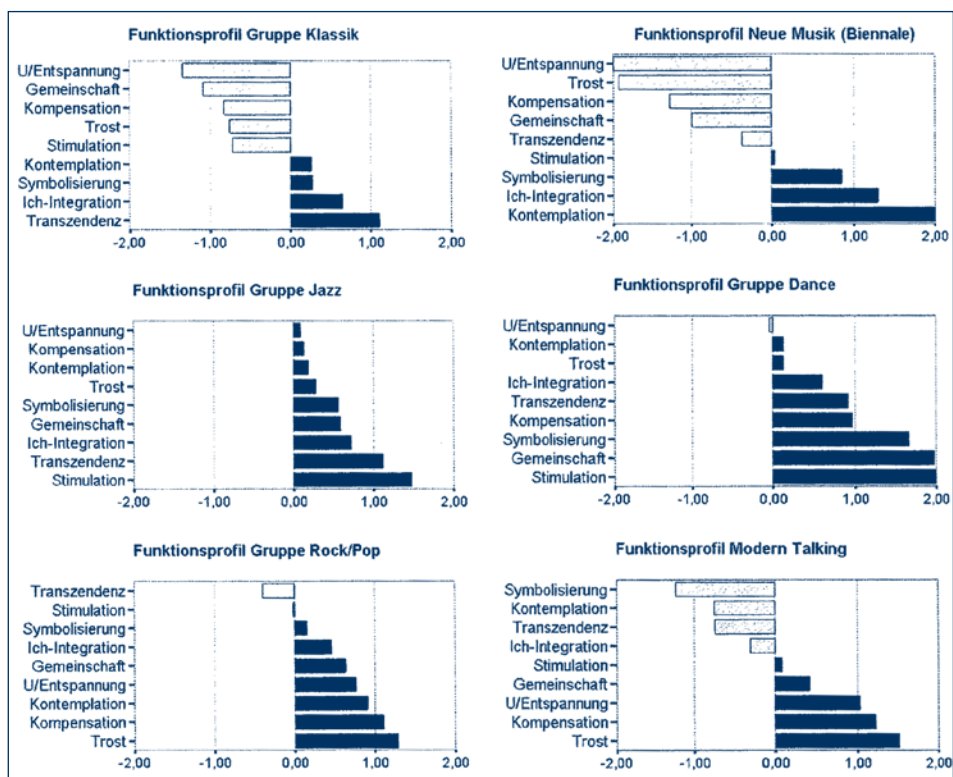 Funktionsprofil Gruppe Klassik
U/Entspannung
Gemeinschaft
Kompensation
Trost
Stimulation
Kontemplation
Symbolisierung
Ich-Integration
Transzendenz
-2,00 -1,00 0,00 1,00 2,00
Funktionsprofil Neue Musik (Biennale)
U/Entspannung
Trost
Kompensation
Gemeinschaft
Transzendenz
Stimulation
Symbolisierung
Ich-Integration
Kontemplation
-2,00 -1,00 0,00 1,00 2,00
Funktionsprofil Gruppe Jazz
U/Entspannung
Kompensation
Kontemplation
Trost
Symbolisierung
Gemeinschaft
Ich-Integration
Transzendenz
Stimulation
-2,00 -1,00 0,00 1,00 2,00
Funktionsprofil Gruppe Dance
U/Entspannung
Kontemplation
Trost
Ich-Integration
Transzendenz
Kompensation
Symbolisierung
Gemeinschaft
Stimulation
-2,00 -1,00 0,00 1,00 2,00
Funktionsprofil Gruppe Rock/Pop
Transzendenz
Stimulation
Symbolisierung
Ich-Integration
Gemeinschaft
U/Entspannung
Kontemplation
Kompensation
Trost
-2,00 -1,00 0,00 1,00 2,00
Funktionsprofil Modern Talking
Symbolisierung
Kontemplation
Transzendenz
Ich-Integration
Stimulation
Gemeinschaft
U/Entspannung
Kompensation
Trost
-2,00 -1,00 0,00 1,00 2,00